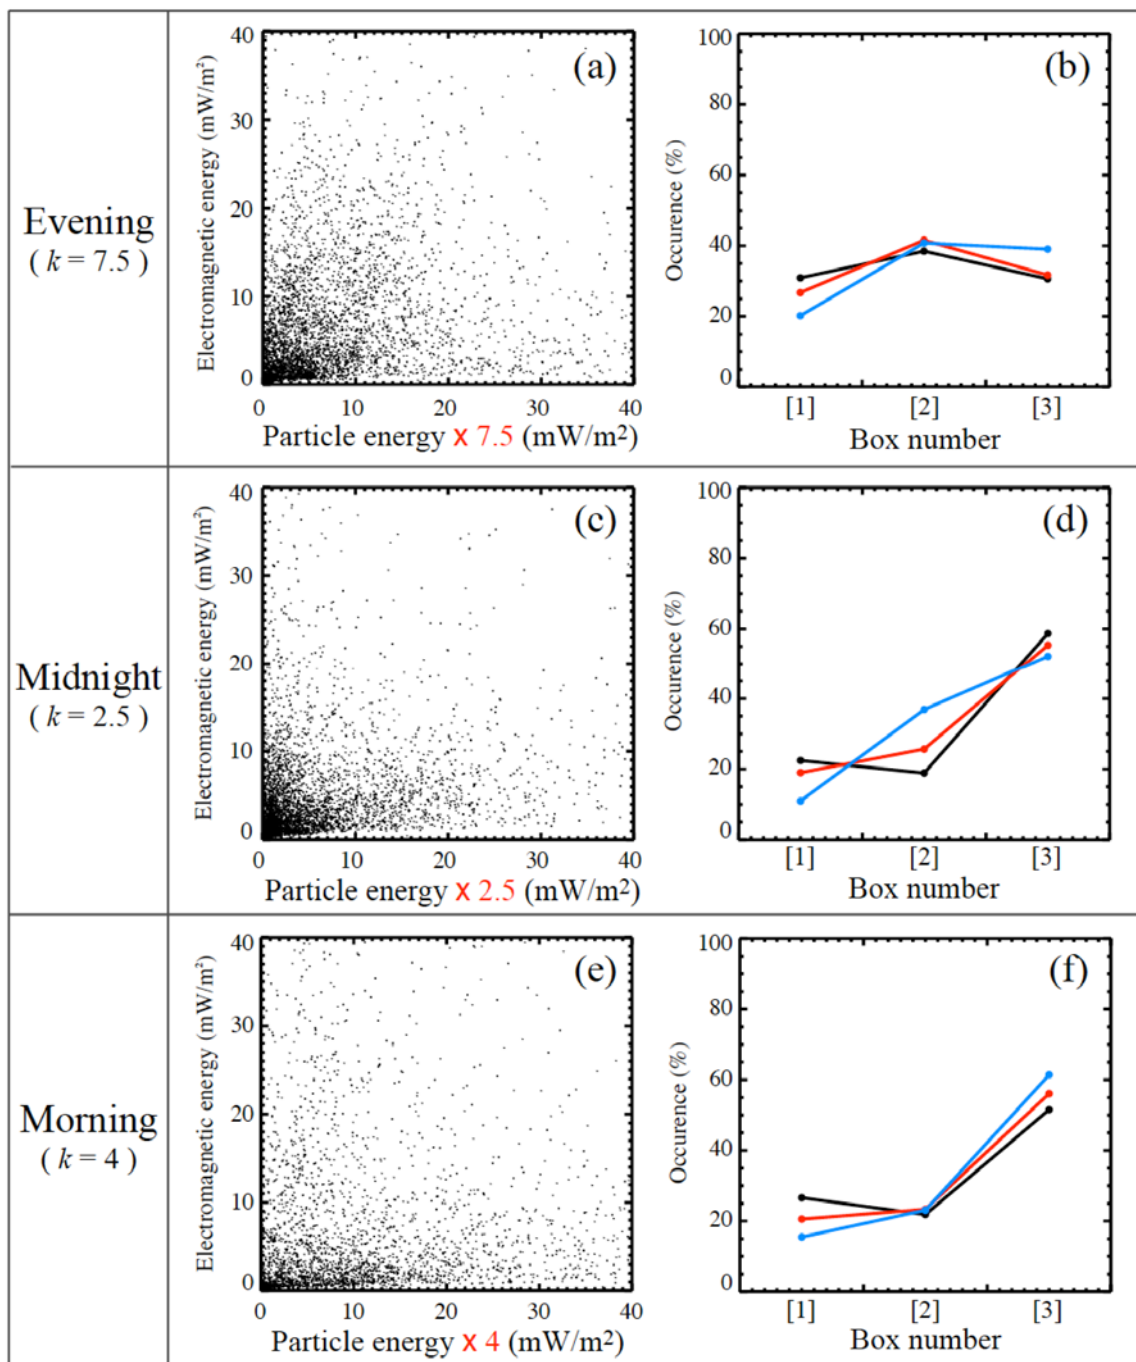 Evening
( k = 7.5 )
Electromagnetic energy (mW/m²)
40
30
20
10
0
(a)
0 10 20 30 40
Particle energy x 7.5 (mW/m²)
Occurence (%)
100
80
60
40
20
0
(b)
[1] [2] [3]
Box number
Midnight
( k = 2.5 )
Electromagnetic energy (mW/m²)
40
30
20
10
0
(c)
0 10 20 30 40
Particle energy x 2.5 (mW/m²)
Occurence (%)
100
80
60
40
20
0
(d)
[1] [2] [3]
Box number
Morning
( k = 4 )
Electromagnetic energy (mW/m²)
40
30
20
10
0
(e)
0 10 20 30 40
Particle energy x 4 (mW/m²)
Occurence (%)
100
80
60
40
20
0
(f)
[1] [2] [3]
Box number